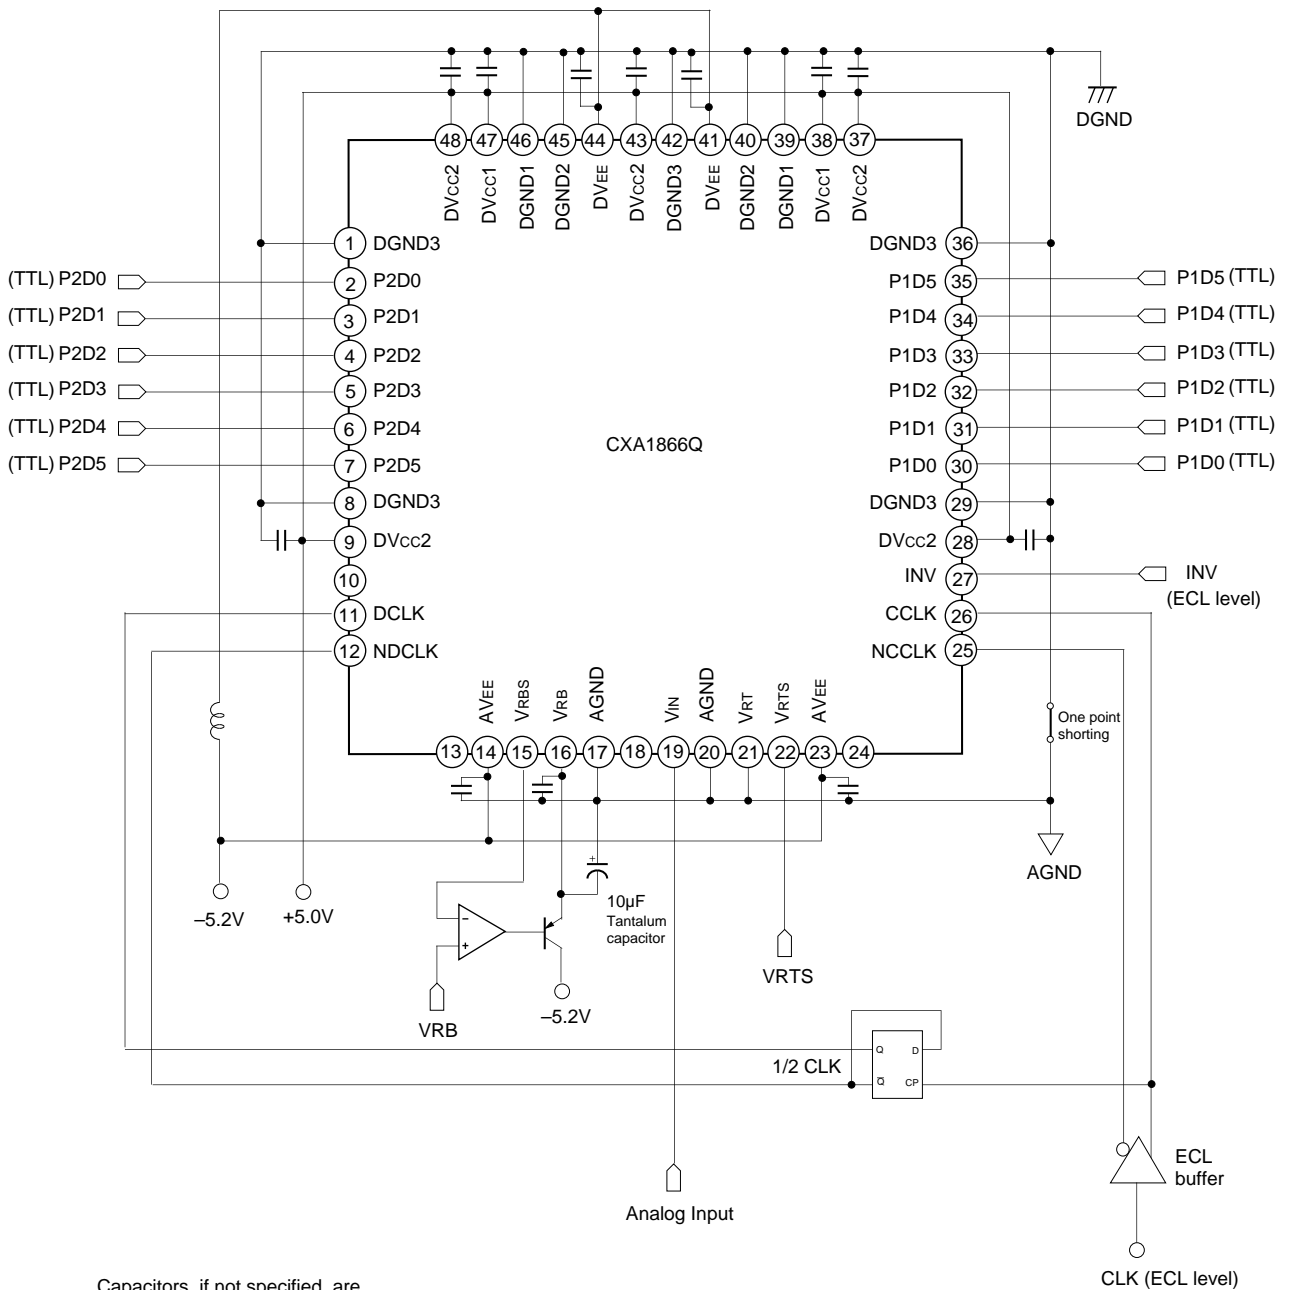 DGND
48 47 46 45 44 43 42 41 40 39 38 37
DVCC2 DVCC1 DGND1 DGND2 DVEE DVCC2 DGND3 DVEE DGND2 DGND1 DVCC1 DVCC2
1 DGND3 DGND3 36
(TTL) P2D0 2 P2D0 P1D5 35 P1D5 (TTL)
(TTL) P2D1 3 P2D1 P1D4 34 P1D4 (TTL)
(TTL) P2D2 4 P2D2 P1D3 33 P1D3 (TTL)
(TTL) P2D3 5 P2D3 P1D2 32 P1D2 (TTL)
(TTL) P2D4 6 P2D4 P1D1 31 P1D1 (TTL)
CXA1866Q
(TTL) P2D5 7 P2D5 P1D0 30 P1D0 (TTL)
8 DGND3 DGND3 29
9 DVCC2 DVCC2 28
10 INV 27 INV
(ECL level)
11 DCLK CCLK 26
12 NDCLK NCCLK 25
AVEE VRBS VRB AGND VIN AGND VRT VRTS AVEE
13 14 15 16 17 18 19 20 21 22 23 24
One point
shorting
AGND
–5.2V +5.0V
+
10µF
Tantalum
capacitor
–
+
VRB
–5.2V
VRTS
1/2 CLK
Q D
Q̅ CP
ECL
buffer
Analog Input
CLK (ECL level)
Capacitors, if not specified, are